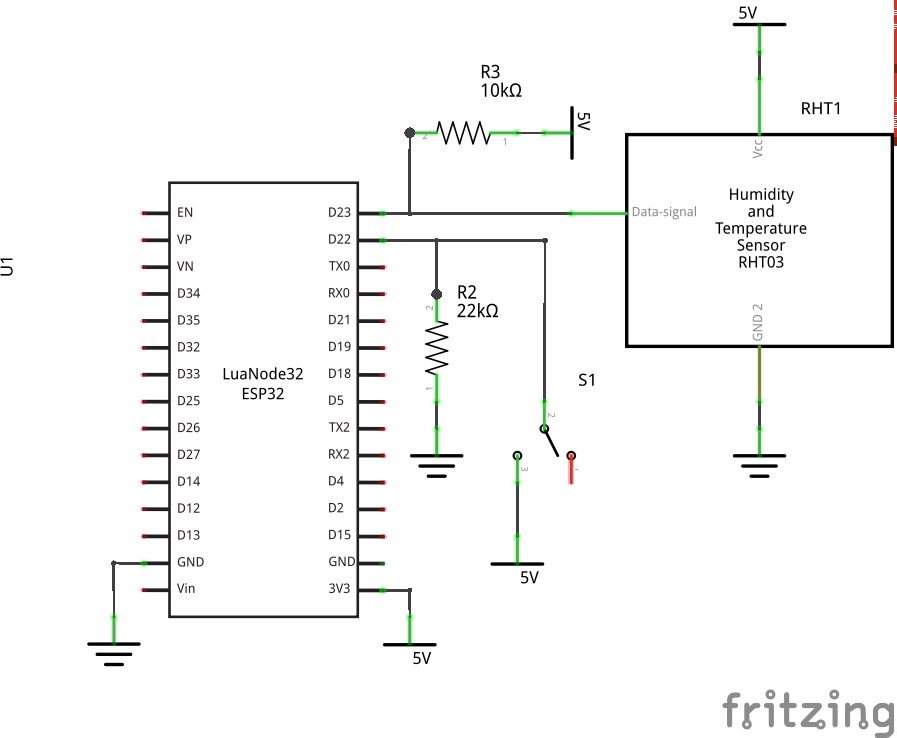 5V
R3
10kΩ
RHT1
2
1
5V
Vcc
EN
VP
VN
D34
D35
D32
D33
D25
D26
D27
D14
D12
D13
GND
Vin
D23
D22
TX0
RX0
D21
D19
D18
D5
TX2
RX2
D4
D2
D15
GND
3V3
LuaNode32
ESP32
U1
Data-signal
Humidity
and
Temperature
Sensor
RHT03
GND 2
R2
22kΩ
2
1
S1
2
3
1
5V
5V
fritzing